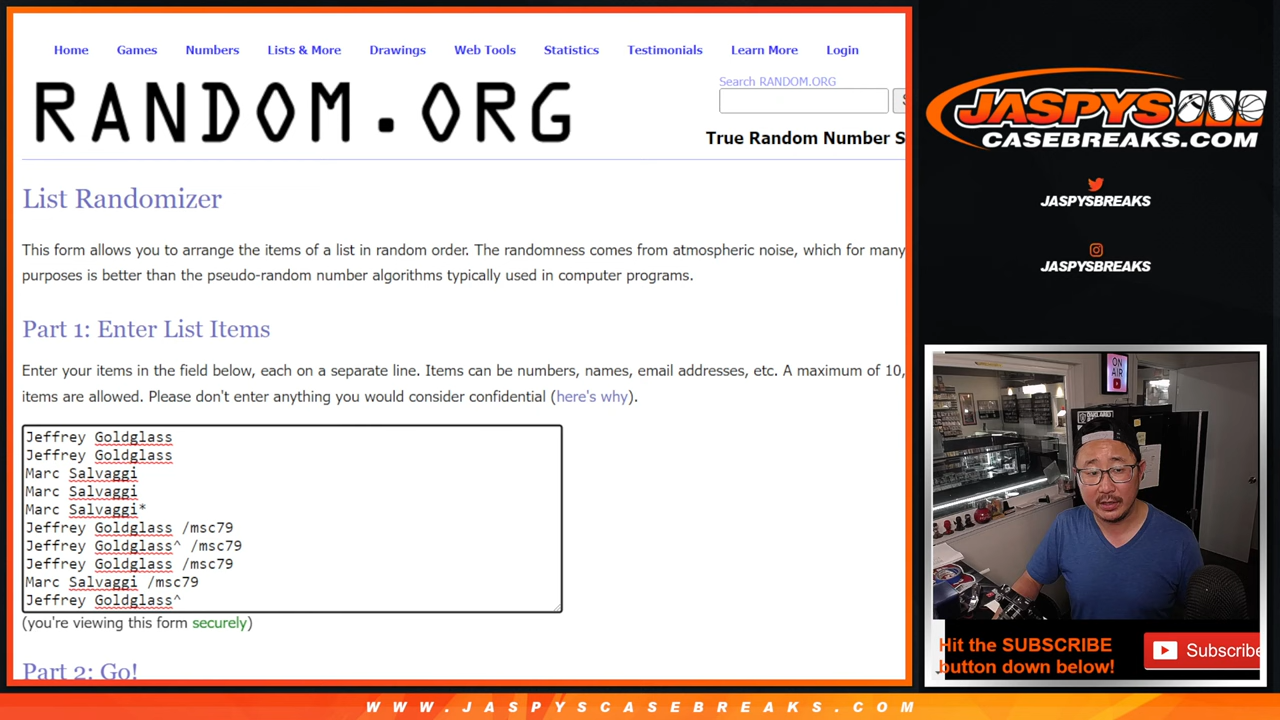 Home Games Numbers Lists & More Drawings Web Tools Statistics Testimonials Learn More Login
RANDOM.ORG
Search RANDOM.ORG
S
True Random Number S
List Randomizer
This form allows you to arrange the items of a list in random order. The randomness comes from atmospheric noise, which for many
purposes is better than the pseudo-random number algorithms typically used in computer programs.
Part 1: Enter List Items
Enter your items in the field below, each on a separate line. Items can be numbers, names, email addresses, etc. A maximum of 10,
items are allowed. Please don't enter anything you would consider confidential (here's why).
Jeffrey Goldglass
Jeffrey Goldglass
Marc Salvaggi
Marc Salvaggi
Marc Salvaggi*
Jeffrey Goldglass /msc79
Jeffrey Goldglass^ /msc79
Jeffrey Goldglass /msc79
Marc Salvaggi /msc79
Jeffrey Goldglass^
(you're viewing this form securely)
Part 2: Go!
JASPYS
CASEBREAKS.COM
JASPYSBREAKS
JASPYSBREAKS
ON
AIR
Hit the SUBSCRIBE
button down below!
Subscribe
WWW.JASPYSCASEBREAKS.COM